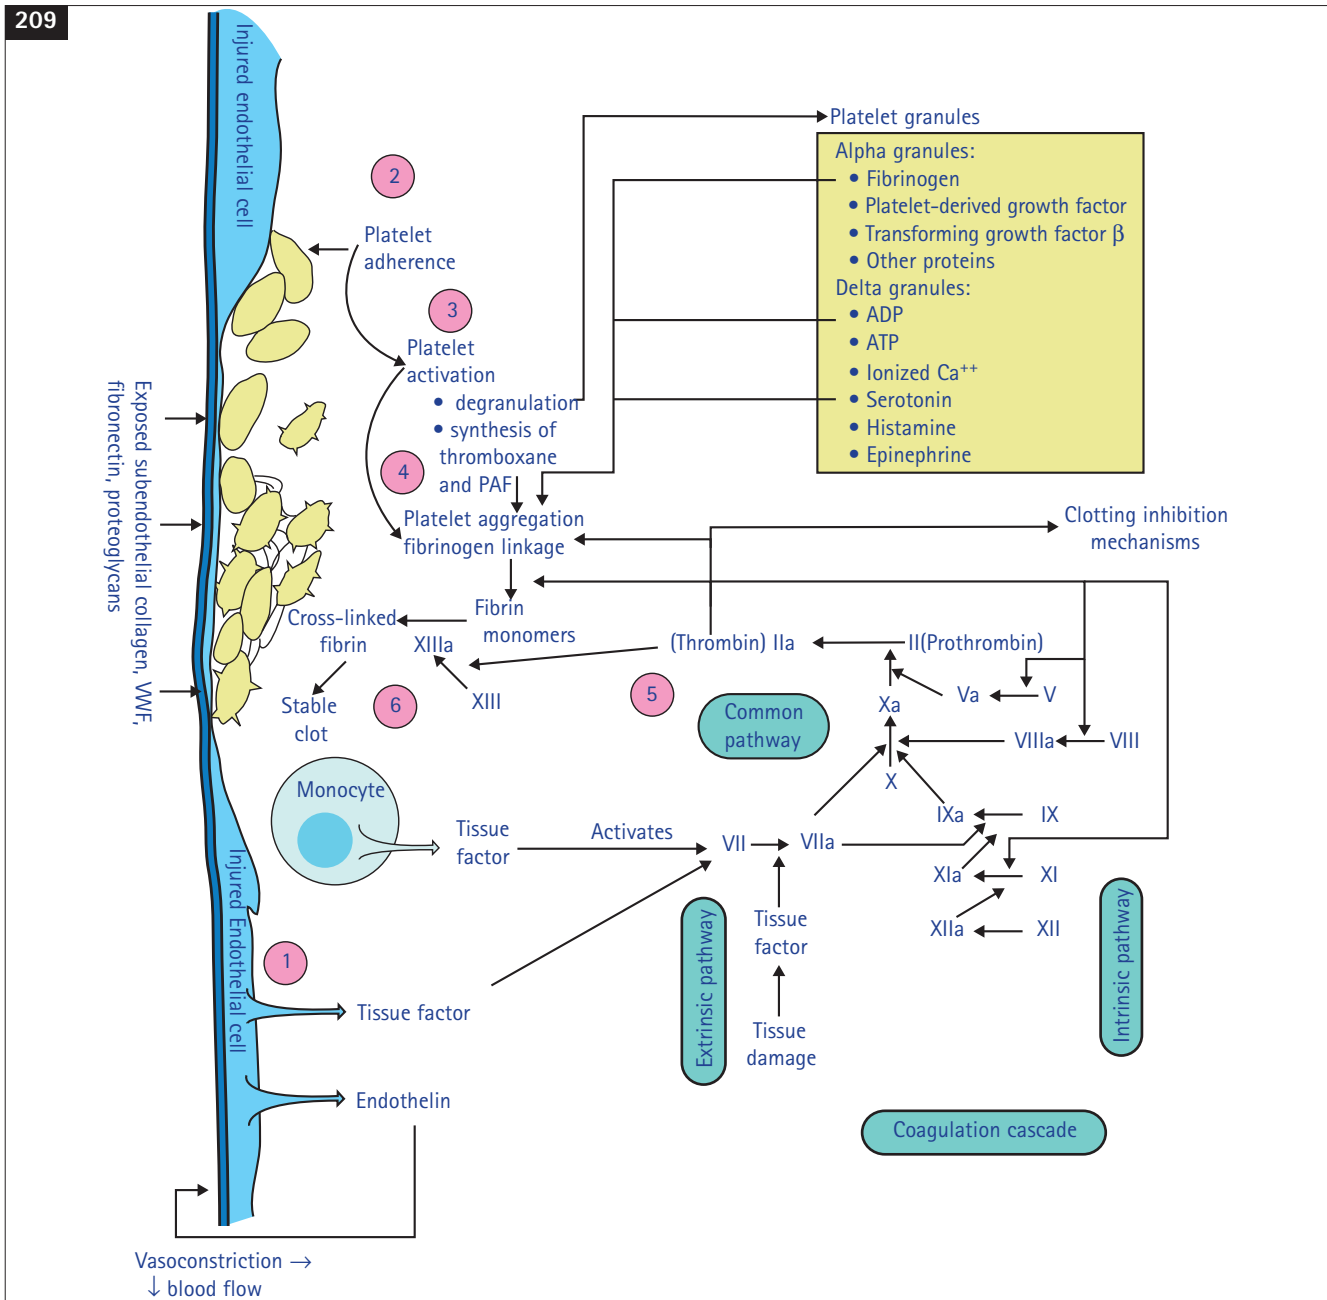 209
Injured endothelial cell
Platelet granules
Alpha granules:
• Fibrinogen
• Platelet-derived growth factor
• Transforming growth factor β
• Other proteins
Delta granules:
• ADP
• ATP
• Ionized Ca++
• Serotonin
• Histamine
• Epinephrine
2
Platelet
adherence
3
Platelet
activation
• degranulation
• synthesis of
thromboxane
and PAF
4
Platelet aggregation
fibrinogen linkage
Exposed subendothelial collagen, VWF,
fibronectin, proteoglycans
Clotting inhibition
mechanisms
Fibrin
monomers
Cross-linked
fibrin
XIIIa
XIII
Stable
clot
6
(Thrombin) IIa
II(Prothrombin)
5
Common
pathway
Xa
Va
V
VIIIa
VIII
X
IXa
IX
XIa
XI
XIIa
XII
Monocyte
Tissue
factor
Activates
VII
VIIa
Tissue
factor
Tissue
damage
Extrinsic pathway
Intrinsic pathway
Coagulation cascade
Injured Endothelial cell
1
Tissue factor
Endothelin
Vasoconstriction →
↓ blood flow